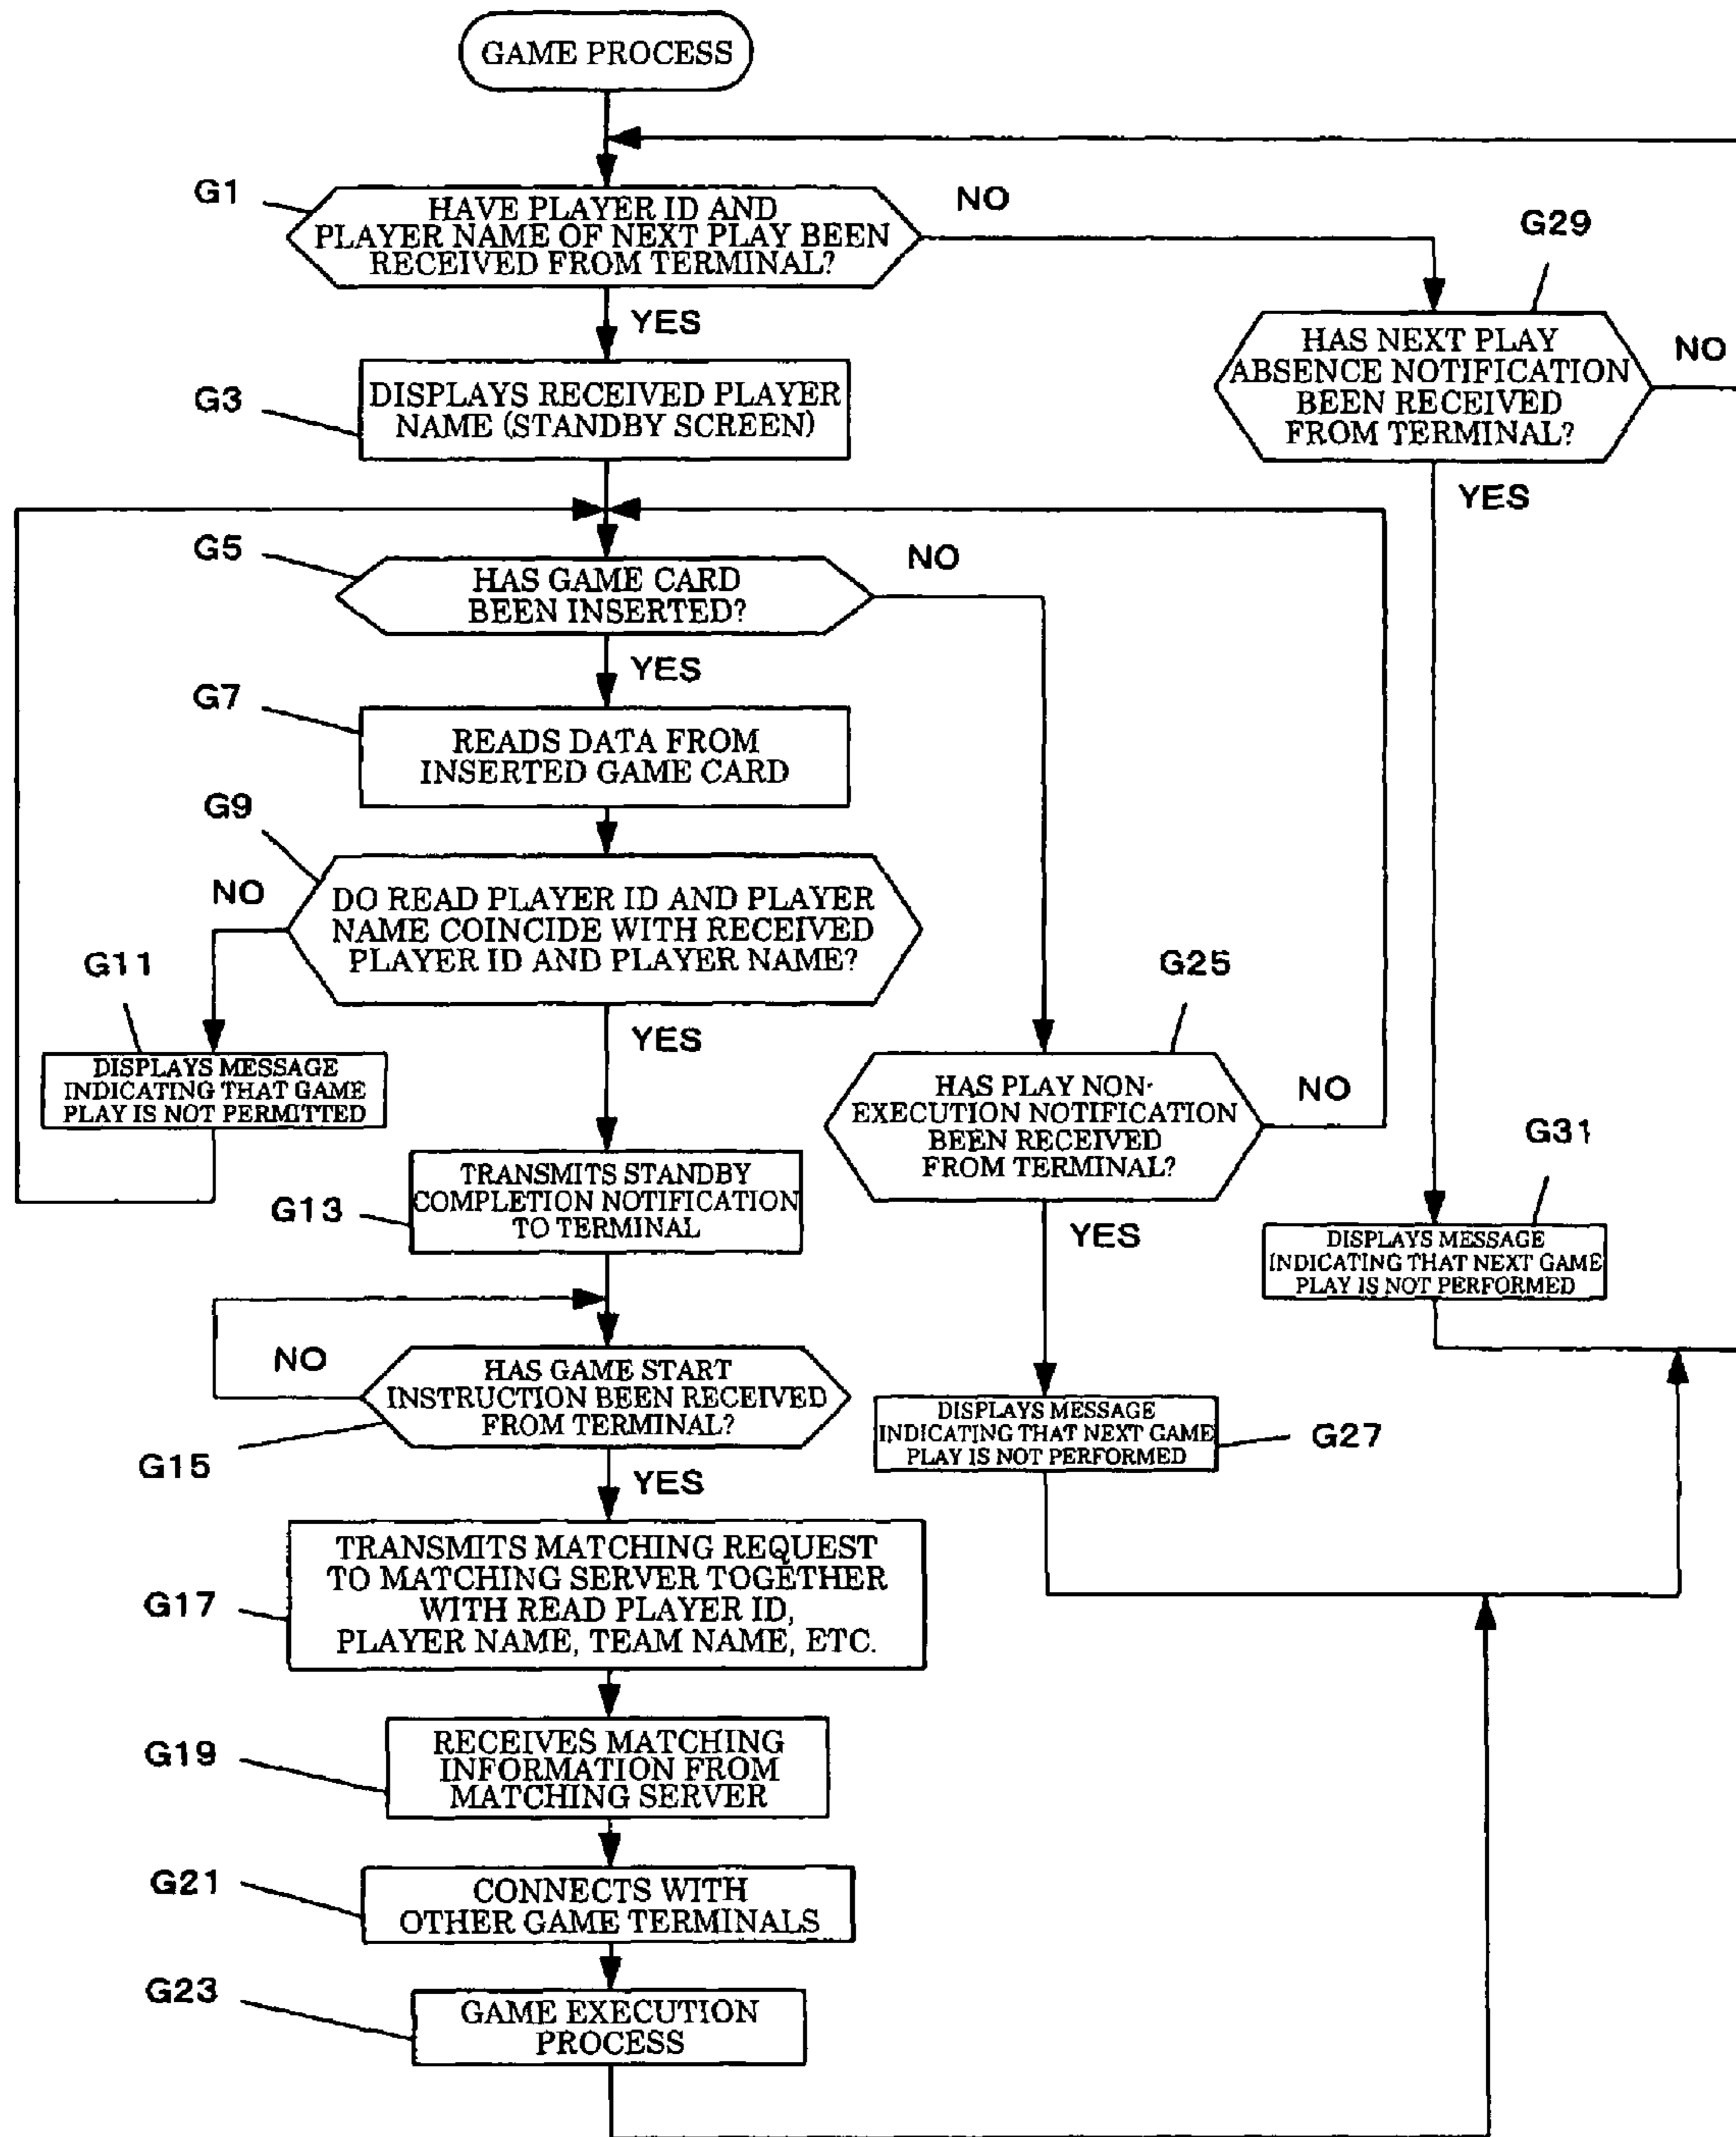 GAME PROCESS
G1
HAVE PLAYER ID AND
PLAYER NAME OF NEXT PLAY BEEN
RECEIVED FROM TERMINAL?
NO
YES
G29
HAS NEXT PLAY
ABSENCE NOTIFICATION
BEEN RECEIVED
FROM TERMINAL?
NO
YES
G3
DISPLAYS RECEIVED PLAYER
NAME (STANDBY SCREEN)
G5
HAS GAME CARD
BEEN INSERTED?
NO
YES
G7
READS DATA FROM
INSERTED GAME CARD
G9
DO READ PLAYER ID AND PLAYER
NAME COINCIDE WITH RECEIVED
PLAYER ID AND PLAYER NAME?
NO
YES
G11
DISPLAYS MESSAGE
INDICATING THAT GAME
PLAY IS NOT PERMITTED
G25
HAS PLAY NON-
EXECUTION NOTIFICATION
BEEN RECEIVED
FROM TERMINAL?
NO
YES
G31
DISPLAYS MESSAGE
INDICATING THAT NEXT GAME
PLAY IS NOT PERFORMED
G13
TRANSMITS STANDBY
COMPLETION NOTIFICATION
TO TERMINAL
G15
HAS GAME START
INSTRUCTION BEEN RECEIVED
FROM TERMINAL?
NO
YES
G27
DISPLAYS MESSAGE
INDICATING THAT NEXT GAME
PLAY IS NOT PERFORMED
G17
TRANSMITS MATCHING REQUEST
TO MATCHING SERVER TOGETHER
WITH READ PLAYER ID,
PLAYER NAME, TEAM NAME, ETC.
G19
RECEIVES MATCHING
INFORMATION FROM
MATCHING SERVER
G21
CONNECTS WITH
OTHER GAME TERMINALS
G23
GAME EXECUTION
PROCESS